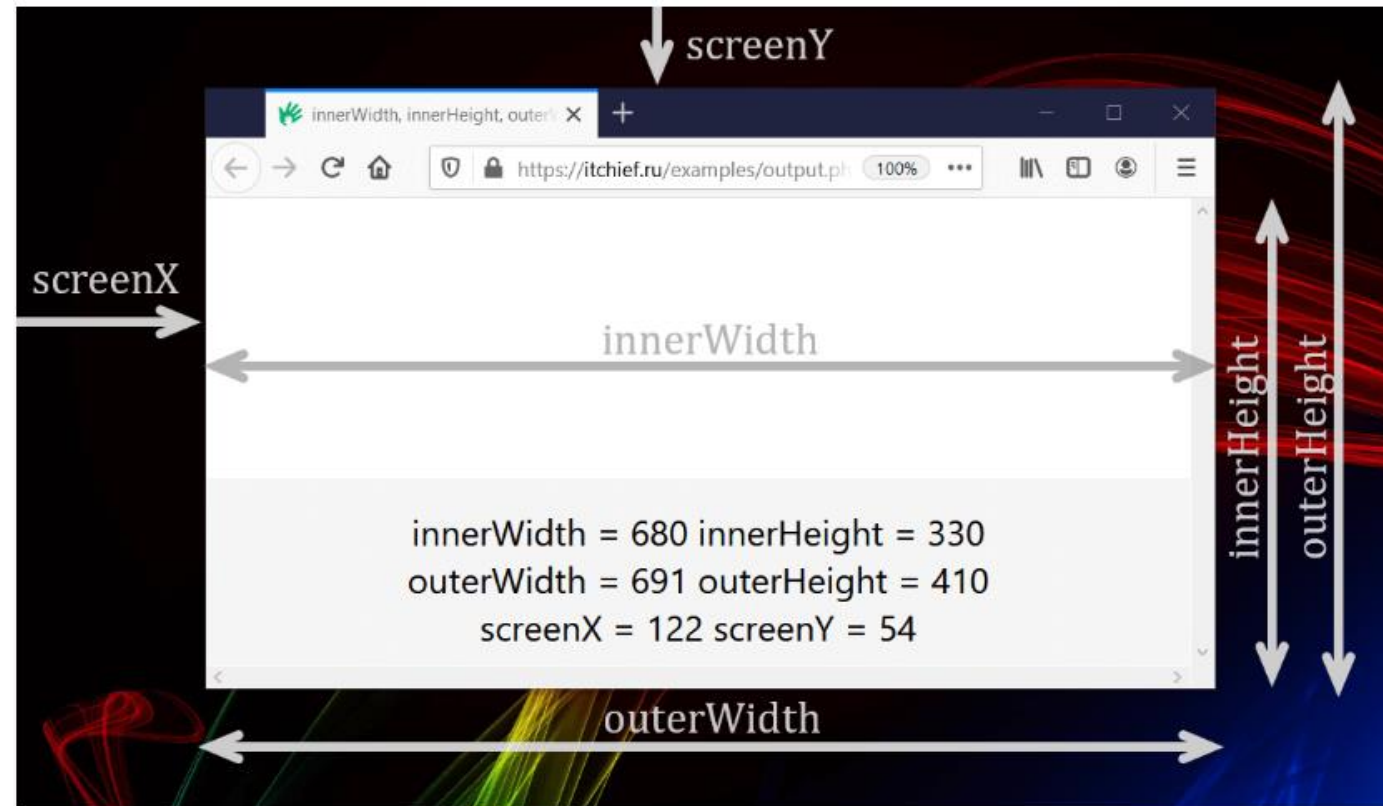 screenY
innerWidth, innerHeight, outer
https://itchief.ru/examples/output.ph 100%
screenX
innerWidth
innerHeight
outerHeight
innerWidth = 680 innerHeight = 330
outerWidth = 691 outerHeight = 410
screenX = 122 screenY = 54
outerWidth